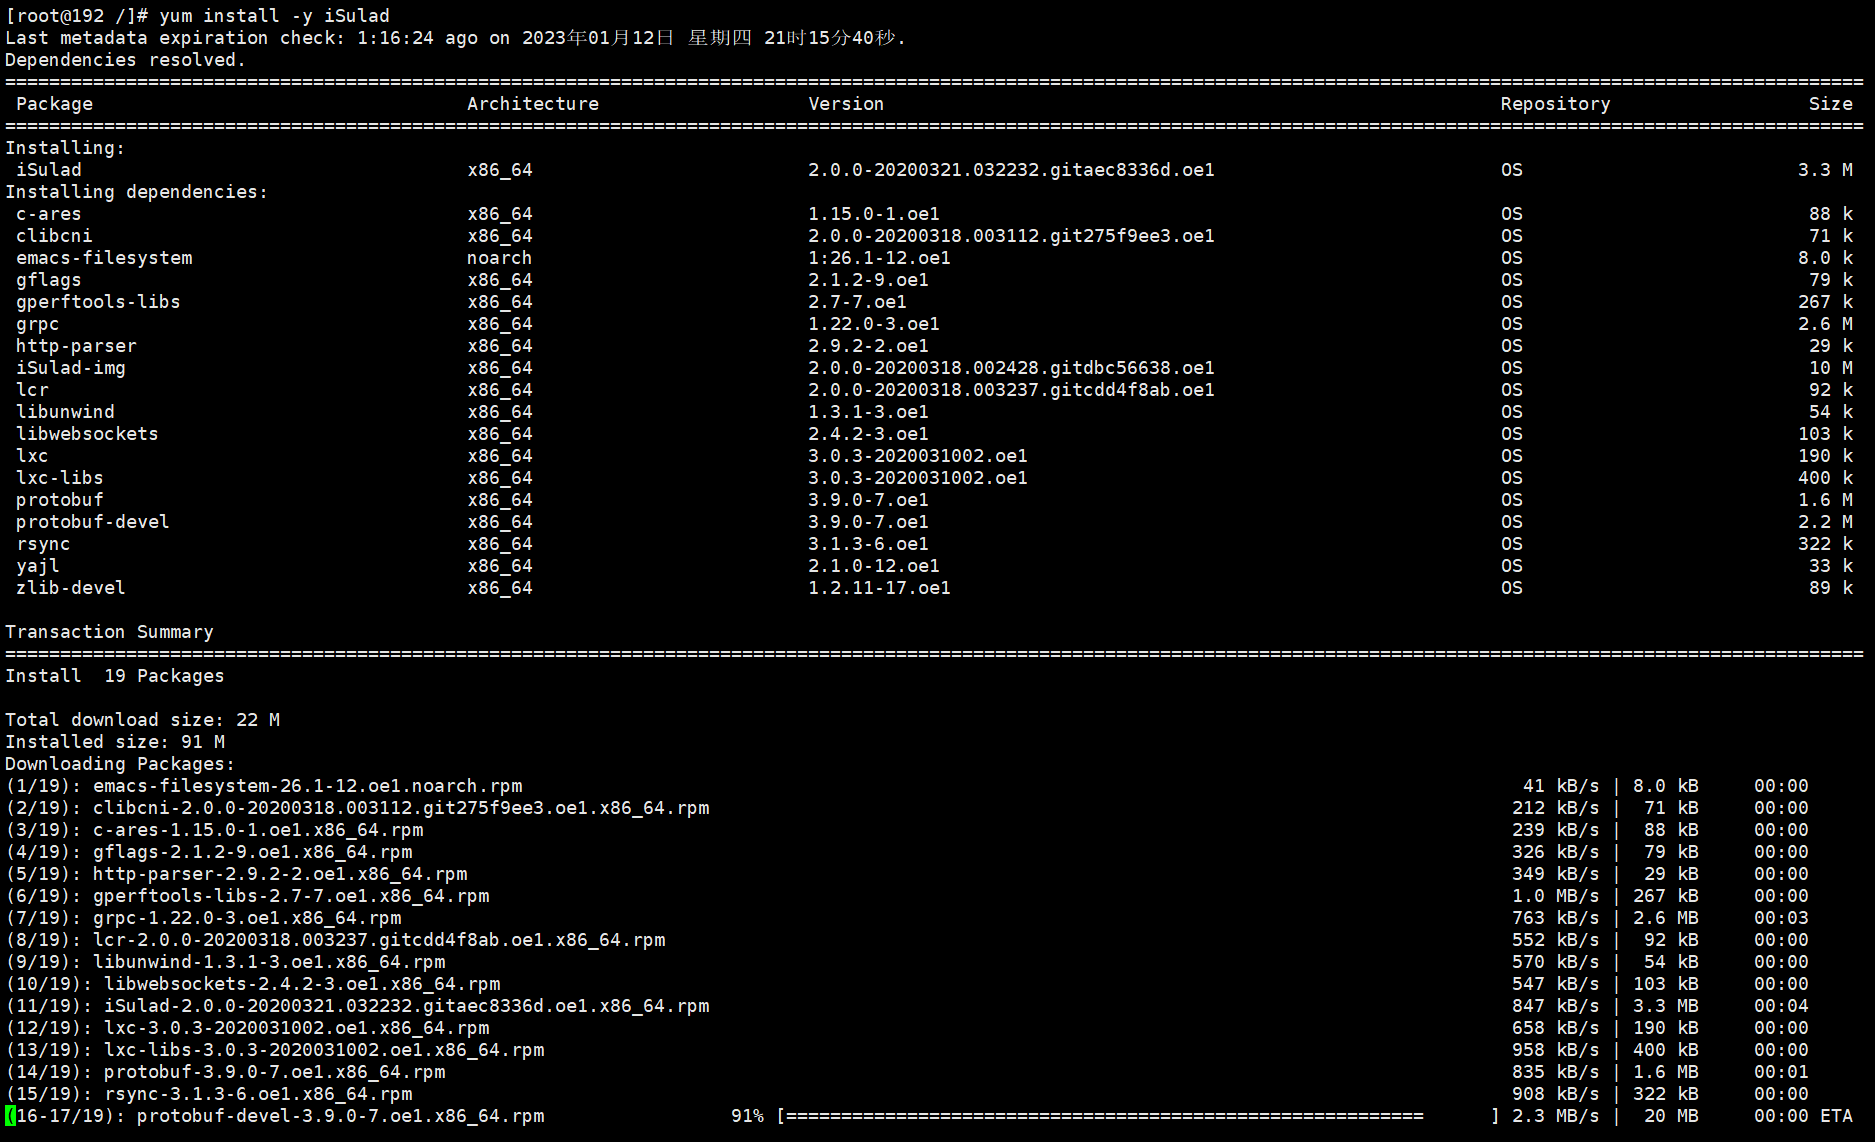 [root@192 /]# yum install -y iSulad
Last metadata expiration check: 1:16:24 ago on 2023年01月12日 星期四 21时15分40秒.
Dependencies resolved.
=========================================================================================================================================================================
Package Architecture Version Repository Size
=========================================================================================================================================================================
Installing:
iSulad x86_64 2.0.0-20200321.032232.gitaec8336d.oe1 OS 3.3 M
Installing dependencies:
c-ares x86_64 1.15.0-1.oe1 OS 88 k
clibcni x86_64 2.0.0-20200318.003112.git275f9ee3.oe1 OS 71 k
emacs-filesystem noarch 1:26.1-12.oe1 OS 8.0 k
gflags x86_64 2.1.2-9.oe1 OS 79 k
gperftools-libs x86_64 2.7-7.oe1 OS 267 k
grpc x86_64 1.22.0-3.oe1 OS 2.6 M
http-parser x86_64 2.9.2-2.oe1 OS 29 k
iSulad-img x86_64 2.0.0-20200318.002428.gitdbc56638.oe1 OS 10 M
lcr x86_64 2.0.0-20200318.003237.gitcdd4f8ab.oe1 OS 92 k
libunwind x86_64 1.3.1-3.oe1 OS 54 k
libwebsockets x86_64 2.4.2-3.oe1 OS 103 k
lxc x86_64 3.0.3-2020031002.oe1 OS 190 k
lxc-libs x86_64 3.0.3-2020031002.oe1 OS 400 k
protobuf x86_64 3.9.0-7.oe1 OS 1.6 M
protobuf-devel x86_64 3.9.0-7.oe1 OS 2.2 M
rsync x86_64 3.1.3-6.oe1 OS 322 k
yajl x86_64 2.1.0-12.oe1 OS 33 k
zlib-devel x86_64 1.2.11-17.oe1 OS 89 k
Transaction Summary
=========================================================================================================================================================================
Install 19 Packages
Total download size: 22 M
Installed size: 91 M
Downloading Packages:
(1/19): emacs-filesystem-26.1-12.oe1.noarch.rpm 41 kB/s | 8.0 kB 00:00
(2/19): clibcni-2.0.0-20200318.003112.git275f9ee3.oe1.x86_64.rpm 212 kB/s | 71 kB 00:00
(3/19): c-ares-1.15.0-1.oe1.x86_64.rpm 239 kB/s | 88 kB 00:00
(4/19): gflags-2.1.2-9.oe1.x86_64.rpm 326 kB/s | 79 kB 00:00
(5/19): http-parser-2.9.2-2.oe1.x86_64.rpm 349 kB/s | 29 kB 00:00
(6/19): gperftools-libs-2.7-7.oe1.x86_64.rpm 1.0 MB/s | 267 kB 00:00
(7/19): grpc-1.22.0-3.oe1.x86_64.rpm 763 kB/s | 2.6 MB 00:03
(8/19): lcr-2.0.0-20200318.003237.gitcdd4f8ab.oe1.x86_64.rpm 552 kB/s | 92 kB 00:00
(9/19): libunwind-1.3.1-3.oe1.x86_64.rpm 570 kB/s | 54 kB 00:00
(10/19): libwebsockets-2.4.2-3.oe1.x86_64.rpm 547 kB/s | 103 kB 00:00
(11/19): iSulad-2.0.0-20200321.032232.gitaec8336d.oe1.x86_64.rpm 847 kB/s | 3.3 MB 00:04
(12/19): lxc-3.0.3-2020031002.oe1.x86_64.rpm 658 kB/s | 190 kB 00:00
(13/19): lxc-libs-3.0.3-2020031002.oe1.x86_64.rpm 958 kB/s | 400 kB 00:00
(14/19): protobuf-3.9.0-7.oe1.x86_64.rpm 835 kB/s | 1.6 MB 00:01
(15/19): rsync-3.1.3-6.oe1.x86_64.rpm 908 kB/s | 322 kB 00:00
(16-17/19): protobuf-devel-3.9.0-7.oe1.x86_64.rpm 91% [========================================================== ] 2.3 MB/s | 20 MB 00:00 ETA